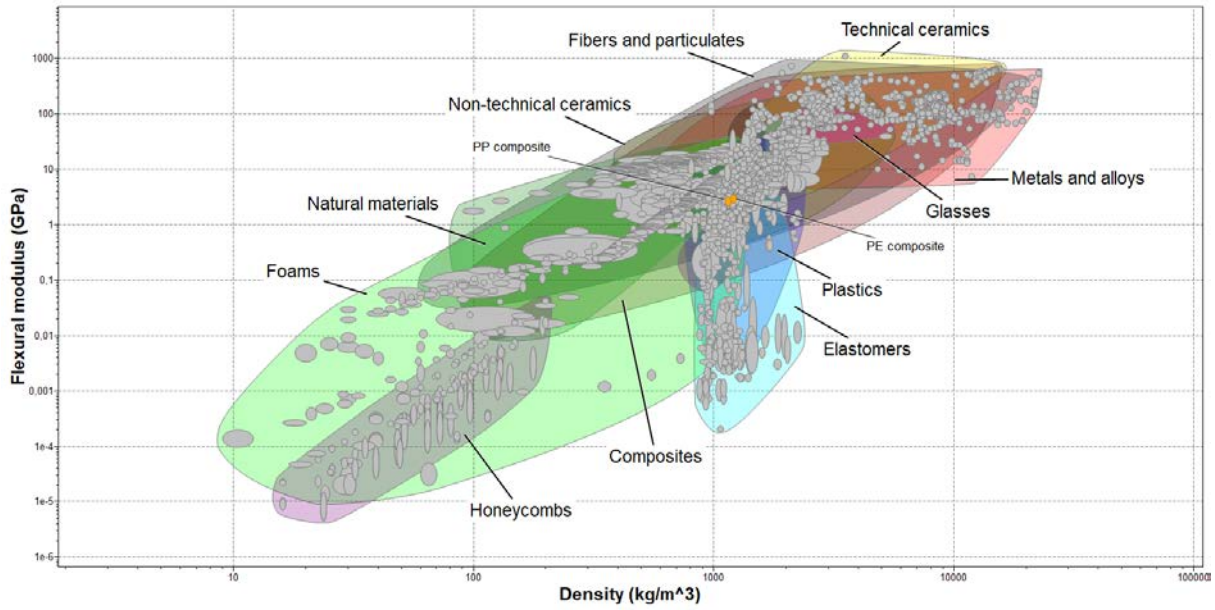 Technical ceramics
Fibers and particulates
1000
Non-technical ceramics
100
PP composite
10
Metals and alloys
Natural materials
Glasses
1
PE composite
Foams
0,1
Plastics
0,01
Elastomers
0,001
1e-4
Composites
1e-5
Honeycombs
1e-6
Flexural modulus (GPa)
10
100
1000
10000
Density (kg/m^3)